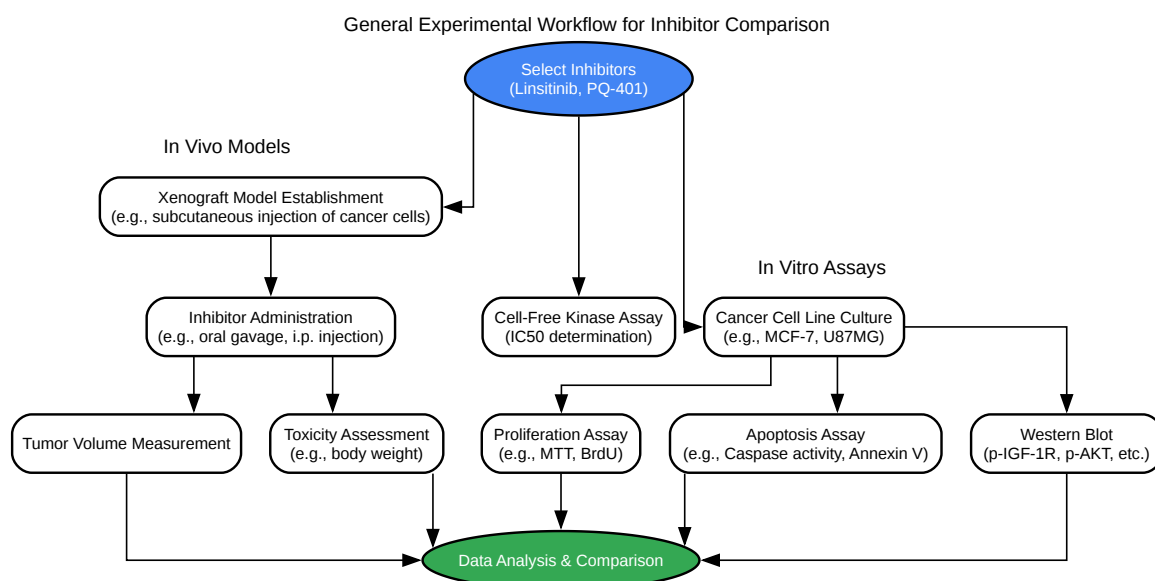 General Experimental Workflow for Inhibitor Comparison
Select Inhibitors
(Linsitinib, PQ-401)
In Vivo Models
Xenograft Model Establishment
(e.g., subcutaneous injection of cancer cells)
In Vitro Assays
Inhibitor Administration
(e.g., oral gavage, i.p. injection)
Cell-Free Kinase Assay
(IC50 determination)
Cancer Cell Line Culture
(e.g., MCF-7, U87MG)
Tumor Volume Measurement
Toxicity Assessment
(e.g., body weight)
Proliferation Assay
(e.g., MTT, BrdU)
Apoptosis Assay
(e.g., Caspase activity, Annexin V)
Western Blot
(p-IGF-1R, p-AKT, etc.)
Data Analysis & Comparison